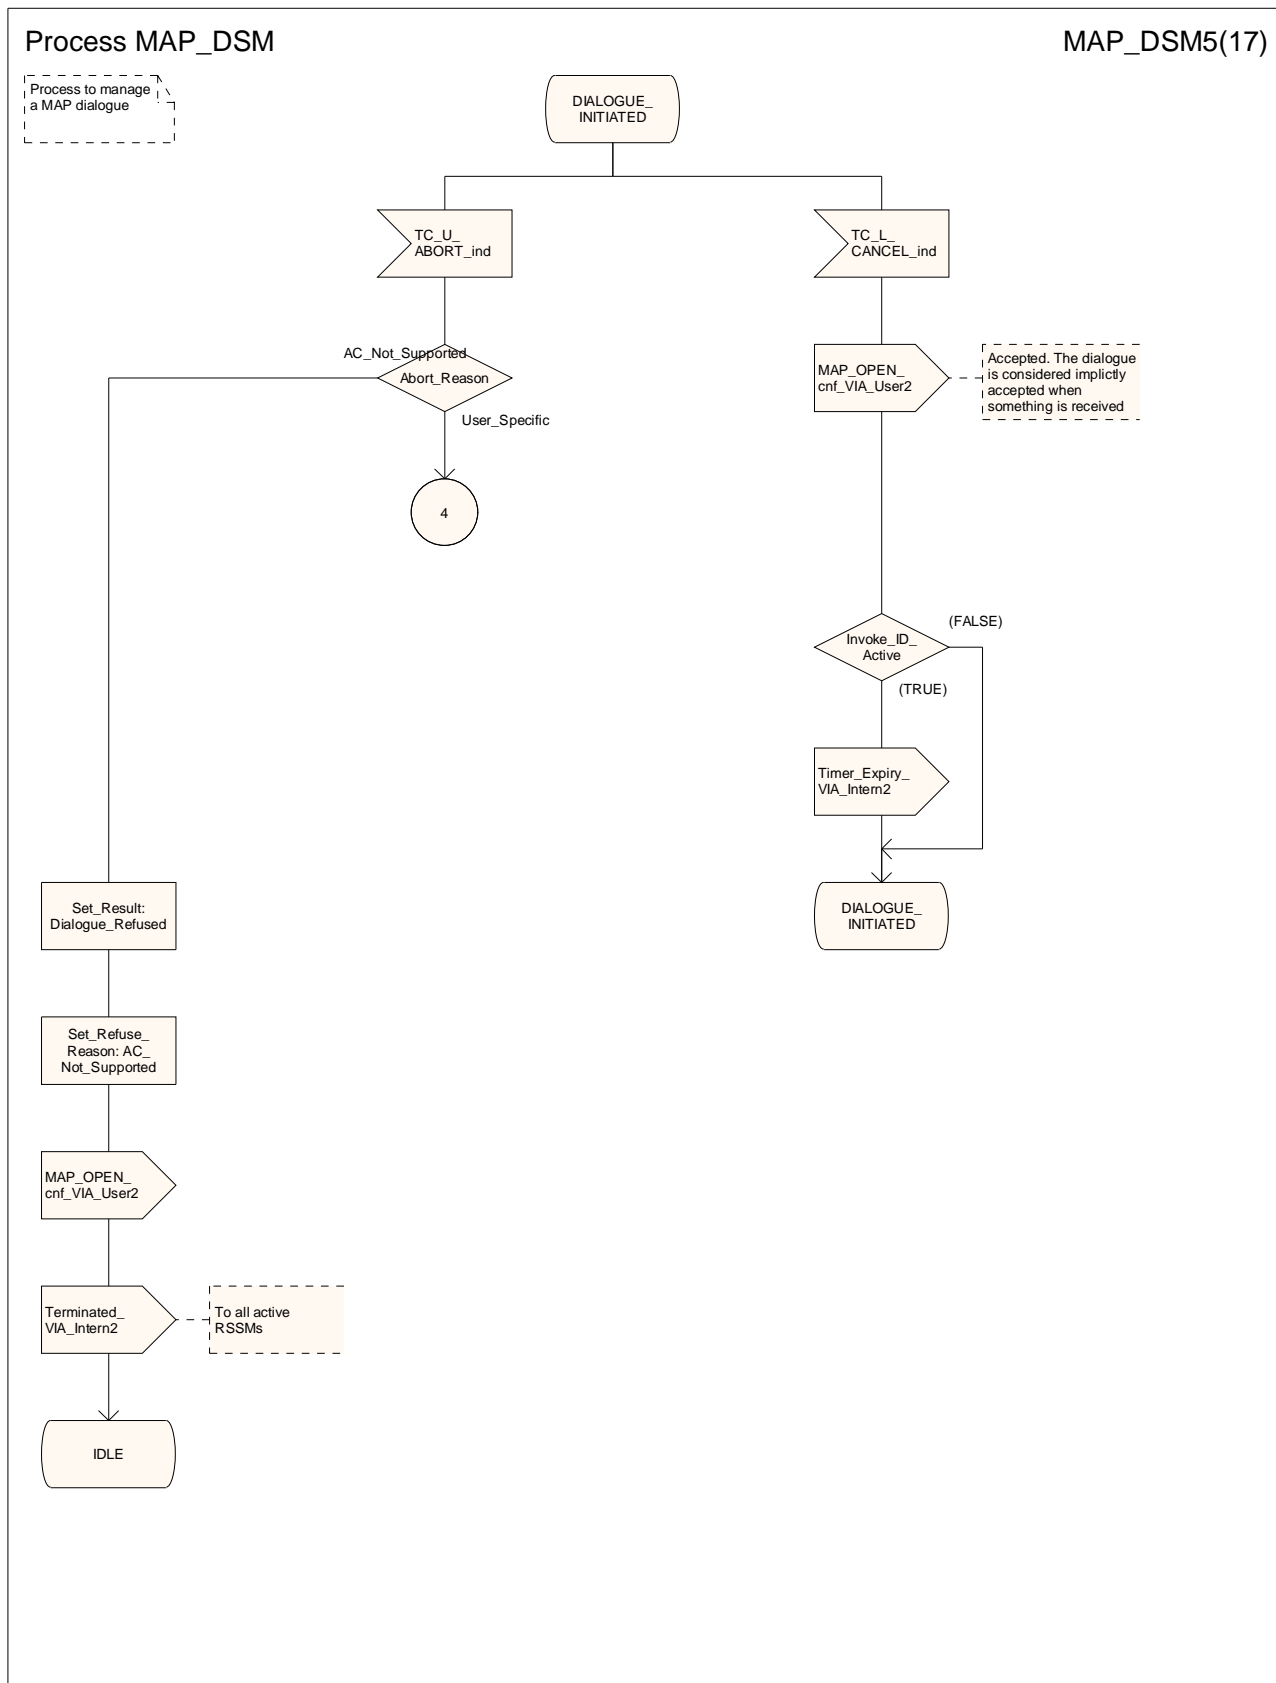 Process MAP_DSM
MAP_DSM5(17)
Process to manage
a MAP dialogue
DIALOGUE_
INITIATED
TC_U_
ABORT_ind
TC_L_
CANCEL_ind
AC_Not_Supported
Abort_Reason
User_Specific
4
MAP_OPEN_
cnf_VIA_User2
Accepted. The dialogue
is considered implictly
accepted when
something is received
Invoke_ID_
Active
(FALSE)
(TRUE)
Timer_Expiry_
VIA_Intern2
DIALOGUE_
INITIATED
Set_Result:
Dialogue_Refused
Set_Refuse_
Reason: AC_
Not_Supported
MAP_OPEN_
cnf_VIA_User2
Terminated_
VIA_Intern2
To all active
RSSMs
IDLE